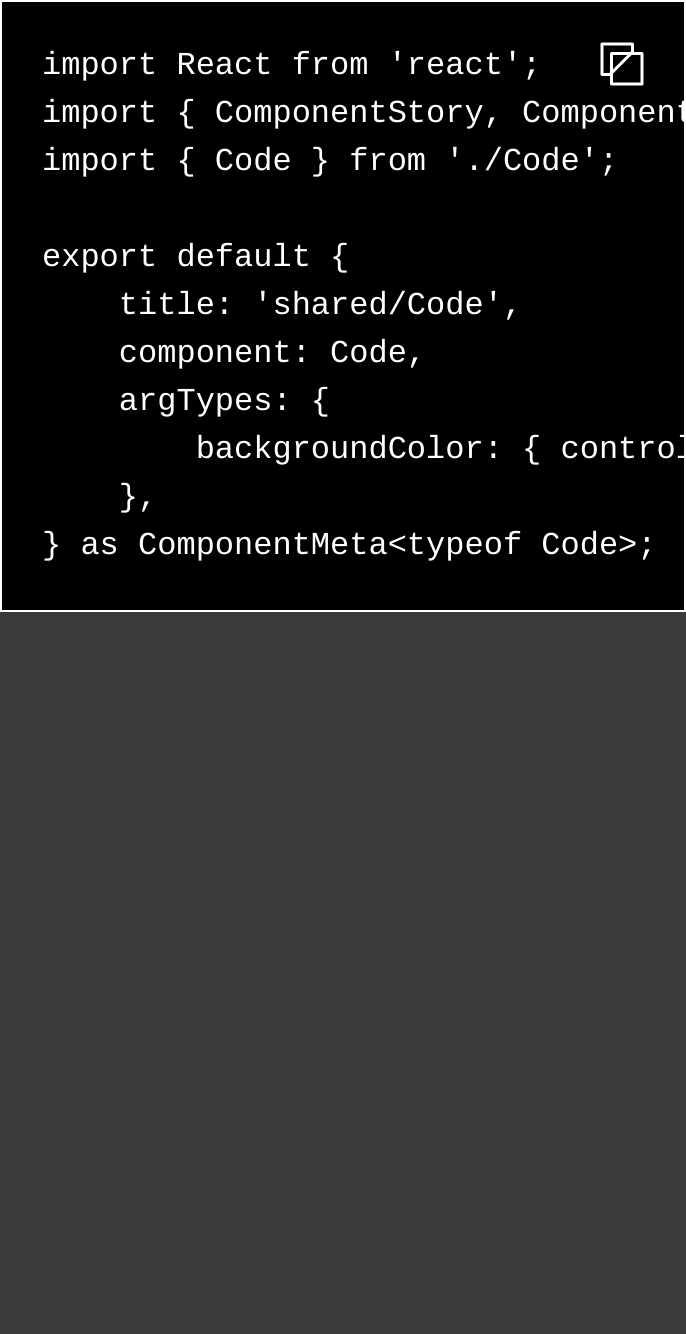 import React from 'react';
import { ComponentStory, Component
import { Code } from './Code';
export default {
    title: 'shared/Code',
    component: Code,
    argTypes: {
        backgroundColor: { control
    },
} as ComponentMeta<typeof Code>;